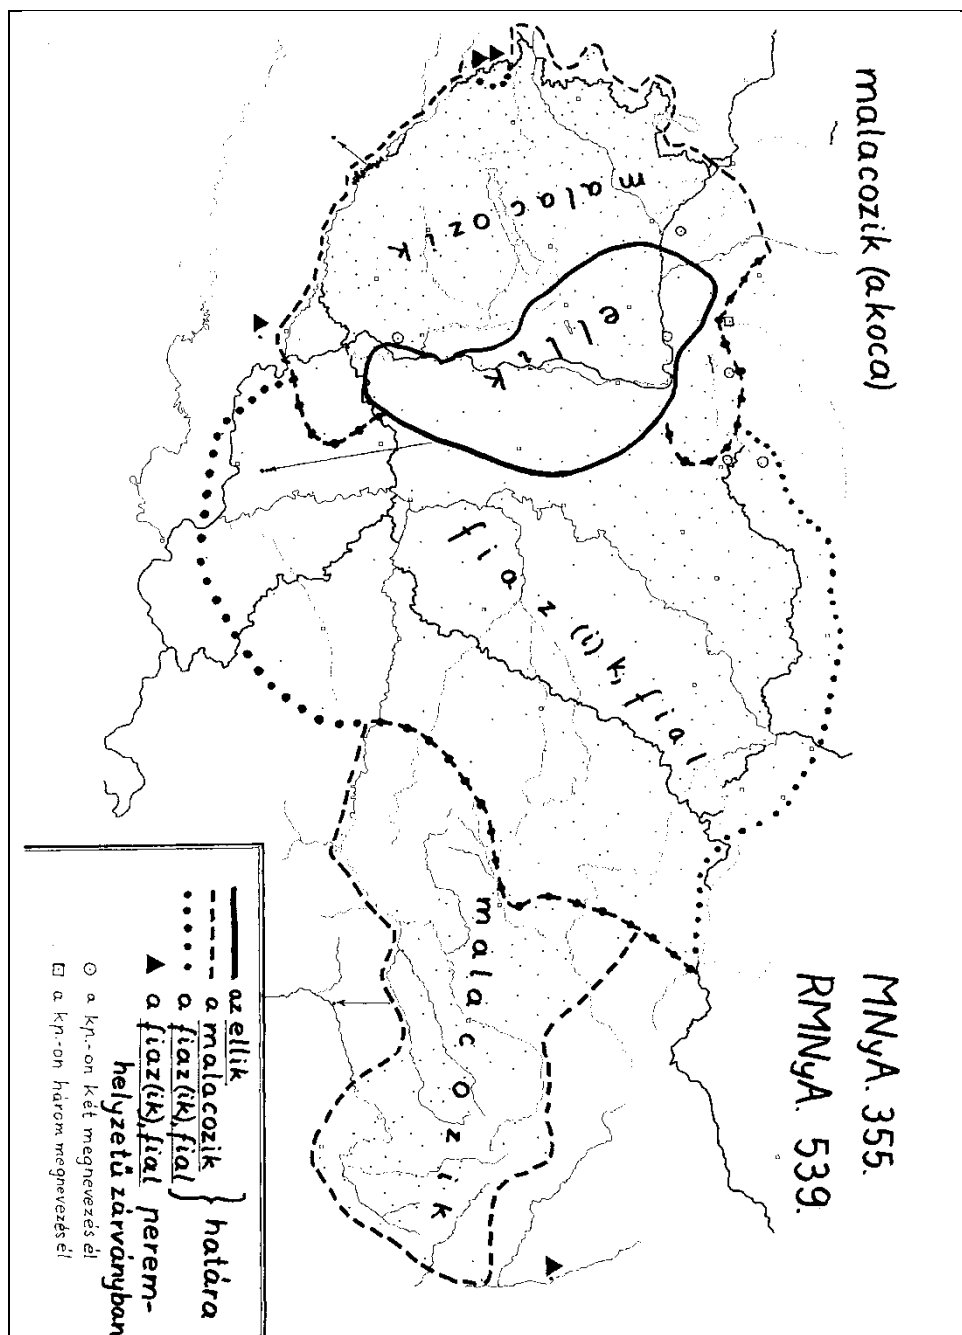 malacozik (a koca)
MNyA. 355.
RMNyA. 539.
malacozik
ellik
fiaz(i)k, fial
malacozik
az ellik
a malacozik
a fiaz(ik), fial } határa
a fiaz(ik), fial perem-
helyzetű zárványban
a kp.-on két megnevezés él
a kp.-on három megnevezés él